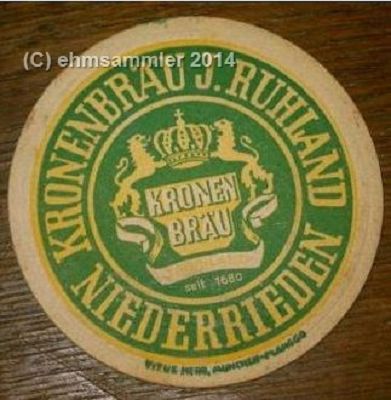 (C) ehmsammler 2014
KRONENBRÄU J. RUHLAND
KRONEN
BRÄU
seit 1680
NIEDERRIEDEN